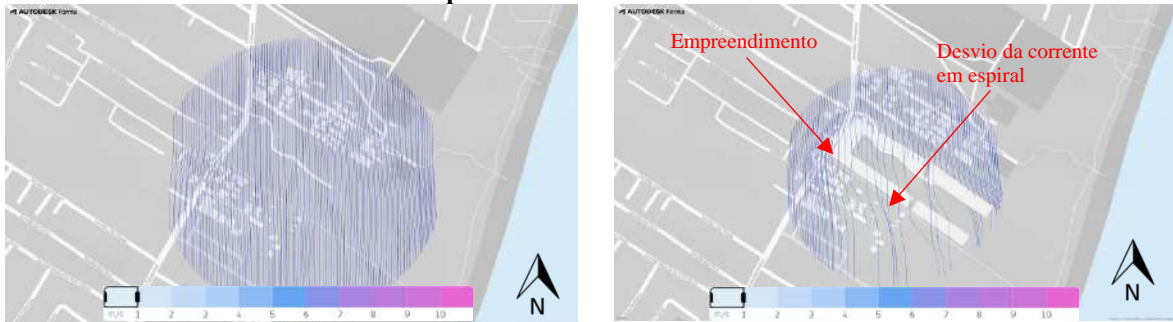 AUTODESK Forma
N
m/s 1 2 3 4 5 6 7 8 9 10
AUTODESK Forma
Empreendimento
Desvio da corrente
em espiral
N
m/s 1 2 3 4 5 6 7 8 9 10